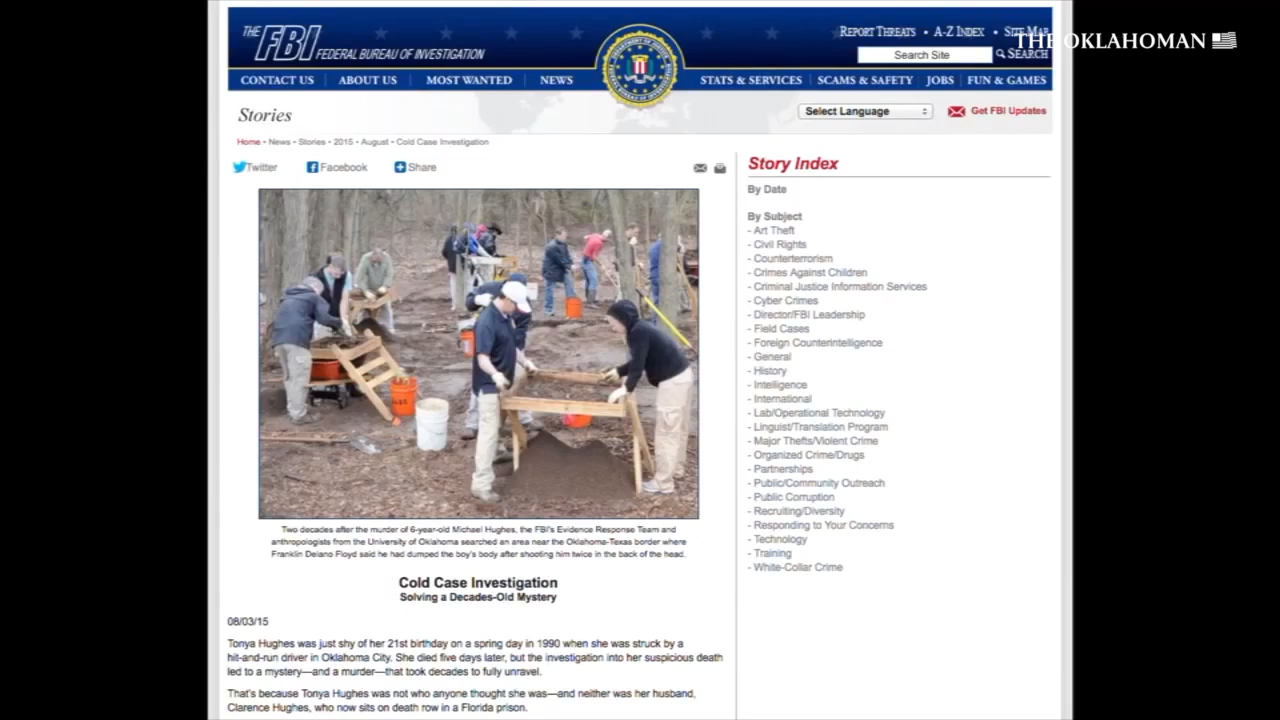 THE FBI FEDERAL BUREAU OF INVESTIGATION
REPORT THREATS • A-Z INDEX • SITE MAP
THE OKLAHOMAN
Search Site
SEARCH
CONTACT US | ABOUT US | MOST WANTED | NEWS
STATS & SERVICES | SCAMS & SAFETY | JOBS | FUN & GAMES
Stories
Select Language
Get FBI Updates
Home • News • Stories • 2015 • August • Cold Case Investigation
Twitter Facebook Share
Two decades after the murder of 6-year-old Michael Hughes, the FBI's Evidence Response Team and
anthropologists from the University of Oklahoma searched an area near the Oklahoma-Texas border where
Franklin Delano Floyd said he had dumped the boy's body after shooting him twice in the back of the head.
Cold Case Investigation
Solving a Decades-Old Mystery
08/03/15
Tonya Hughes was just shy of her 21st birthday on a spring day in 1990 when she was struck by a
hit-and-run driver in Oklahoma City. She died five days later, but the investigation into her suspicious death
led to a mystery—and a murder—that took decades to fully unravel.
That's because Tonya Hughes was not who anyone thought she was—and neither was her husband,
Clarence Hughes, who now sits on death row in a Florida prison.
Story Index
By Date
By Subject
- Art Theft
- Civil Rights
- Counterterrorism
- Crimes Against Children
- Criminal Justice Information Services
- Cyber Crimes
- Director/FBI Leadership
- Field Cases
- Foreign Counterintelligence
- General
- History
- Intelligence
- International
- Lab/Operational Technology
- Linguist/Translation Program
- Major Thefts/Violent Crime
- Organized Crime/Drugs
- Partnerships
- Public/Community Outreach
- Public Corruption
- Recruiting/Diversity
- Responding to Your Concerns
- Technology
- Training
- White-Collar Crime